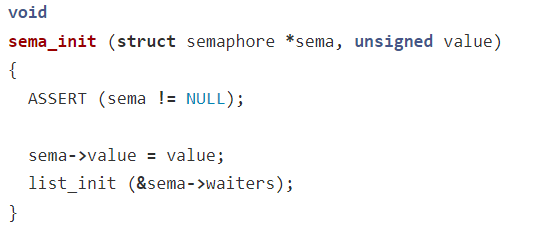 void
sema_init (struct semaphore *sema, unsigned value)
{
  ASSERT (sema != NULL);

  sema->value = value;
  list_init (&sema->waiters);
}